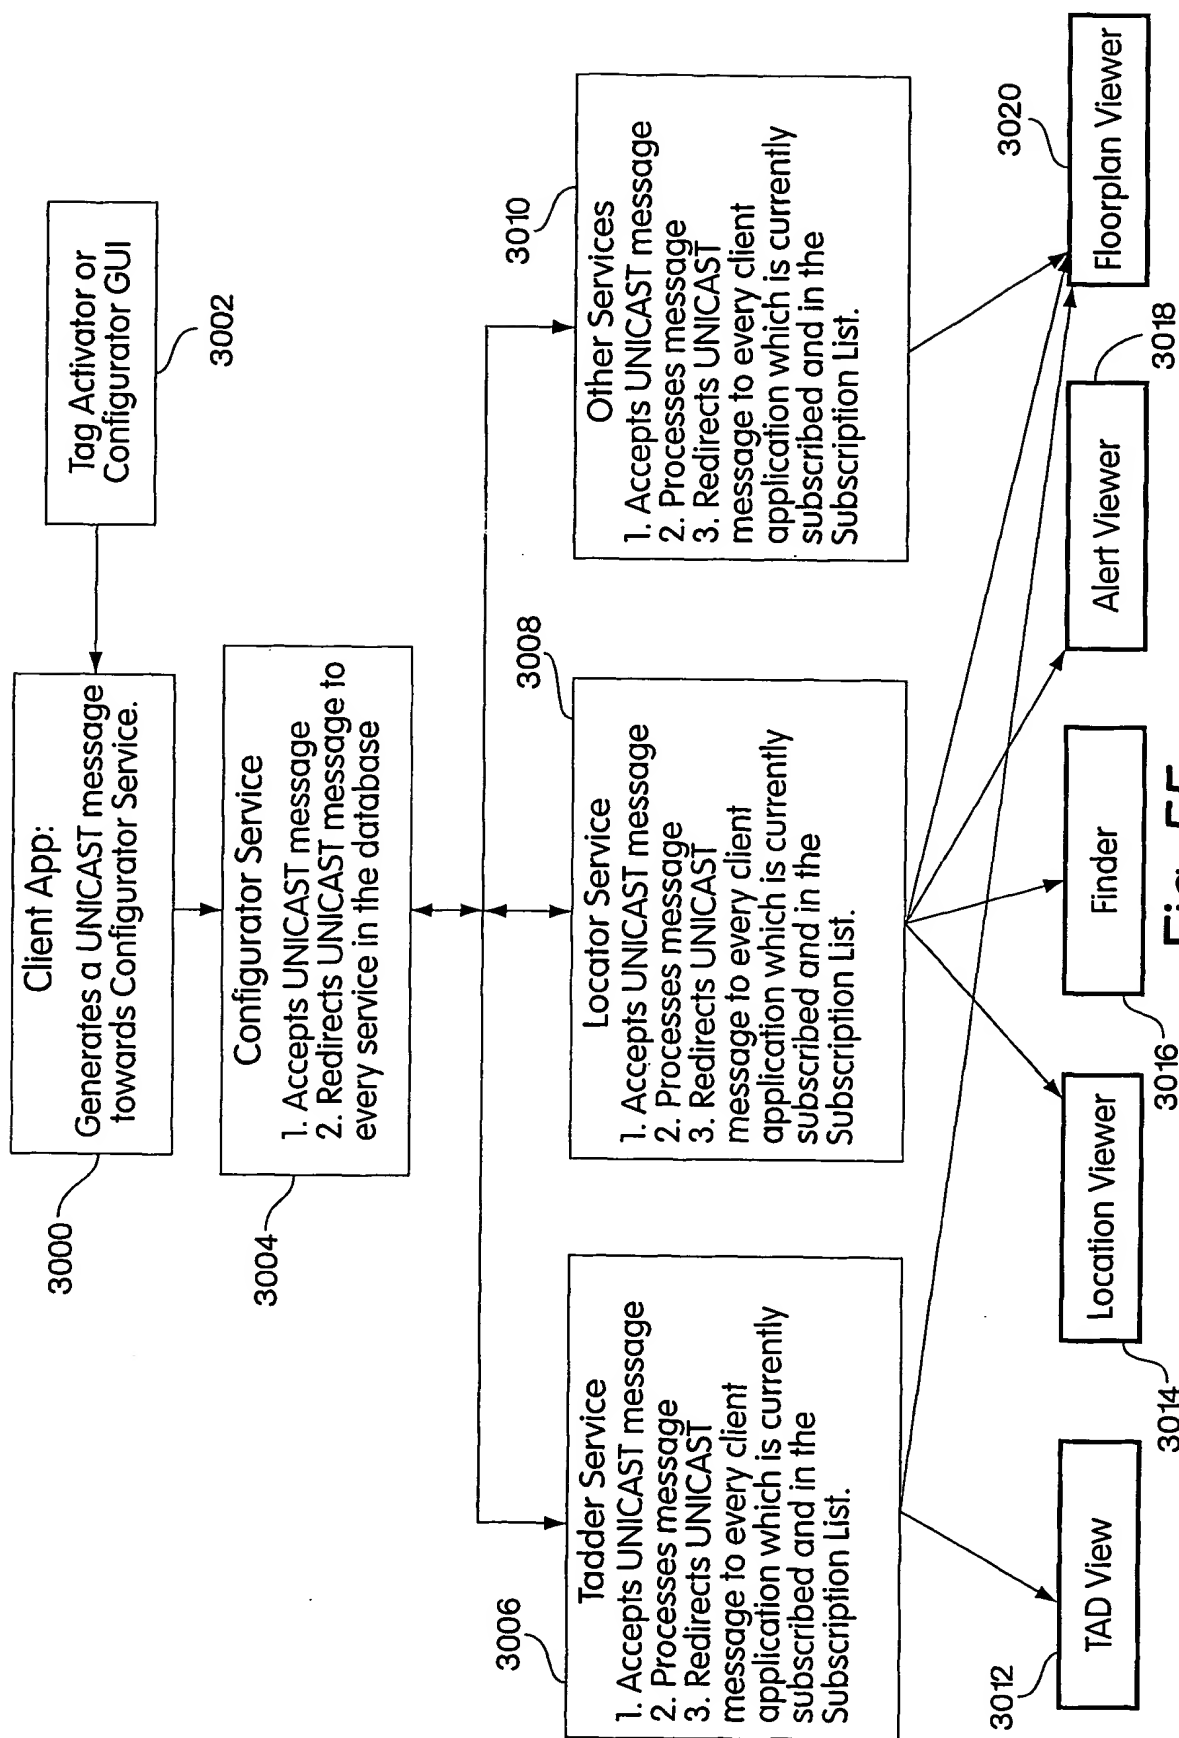 Client App:
Generates a UNICAST message
towards Configurator Service.
3000
Tag Activator or
Configurator GUI
3002
Configurator Service
1. Accepts UNICAST message
2. Redirects UNICAST message to
every service in the database
3004
Tadder Service
1. Accepts UNICAST message
2. Processes message
3. Redirects UNICAST
message to every client
application which is currently
subscribed and in the
Subscription List.
3006
Locator Service
1. Accepts UNICAST message
2. Processes message
3. Redirects UNICAST
message to every client
application which is currently
subscribed and in the
Subscription List.
3008
Other Services
1. Accepts UNICAST message
2. Processes message
3. Redirects UNICAST
message to every client
application which is currently
subscribed and in the
Subscription List.
3010
TAD View
3012
Location Viewer
3014
Finder
3016
Alert Viewer
3018
Floorplan Viewer
3020